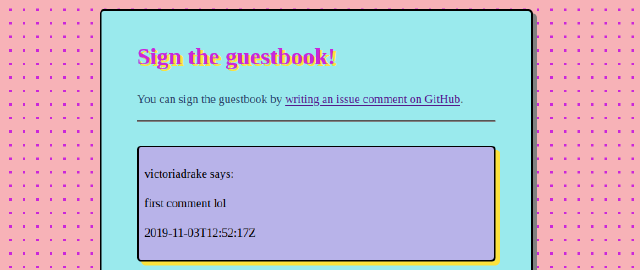 Sign the guestbook!
You can sign the guestbook by writing an issue comment on GitHub.
victoriadrake says:
first comment lol
2019-11-03T12:52:17Z